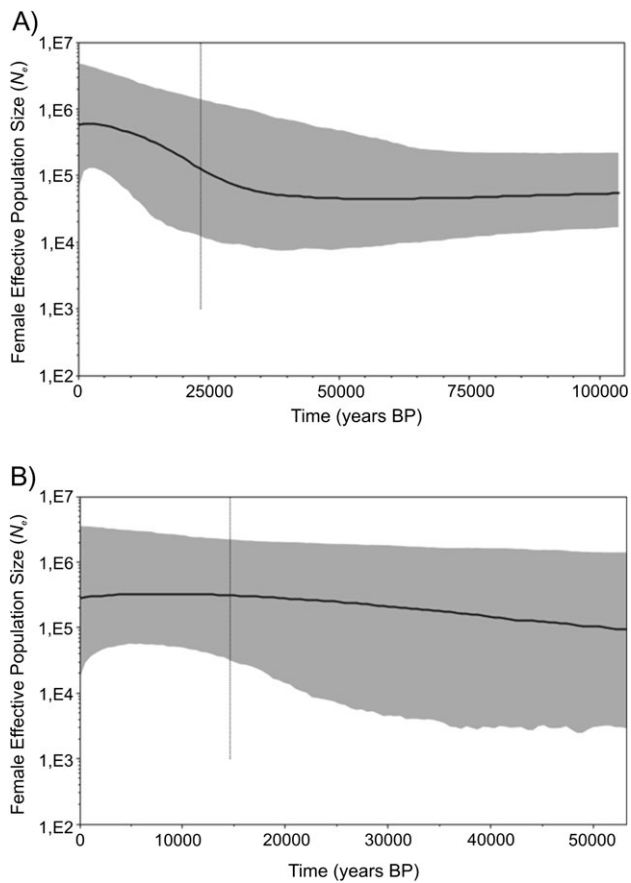 A)
Female Effective Population Size (Ne)
1,E7
1,E6
1,E5
1,E4
1,E3
1,E2
0 25000 50000 75000 100000
Time (years BP)
B)
Female Effective Population Size (Ne)
1,E7
1,E6
1,E5
1,E4
1,E3
1,E2
0 10000 20000 30000 40000 50000
Time (years BP)